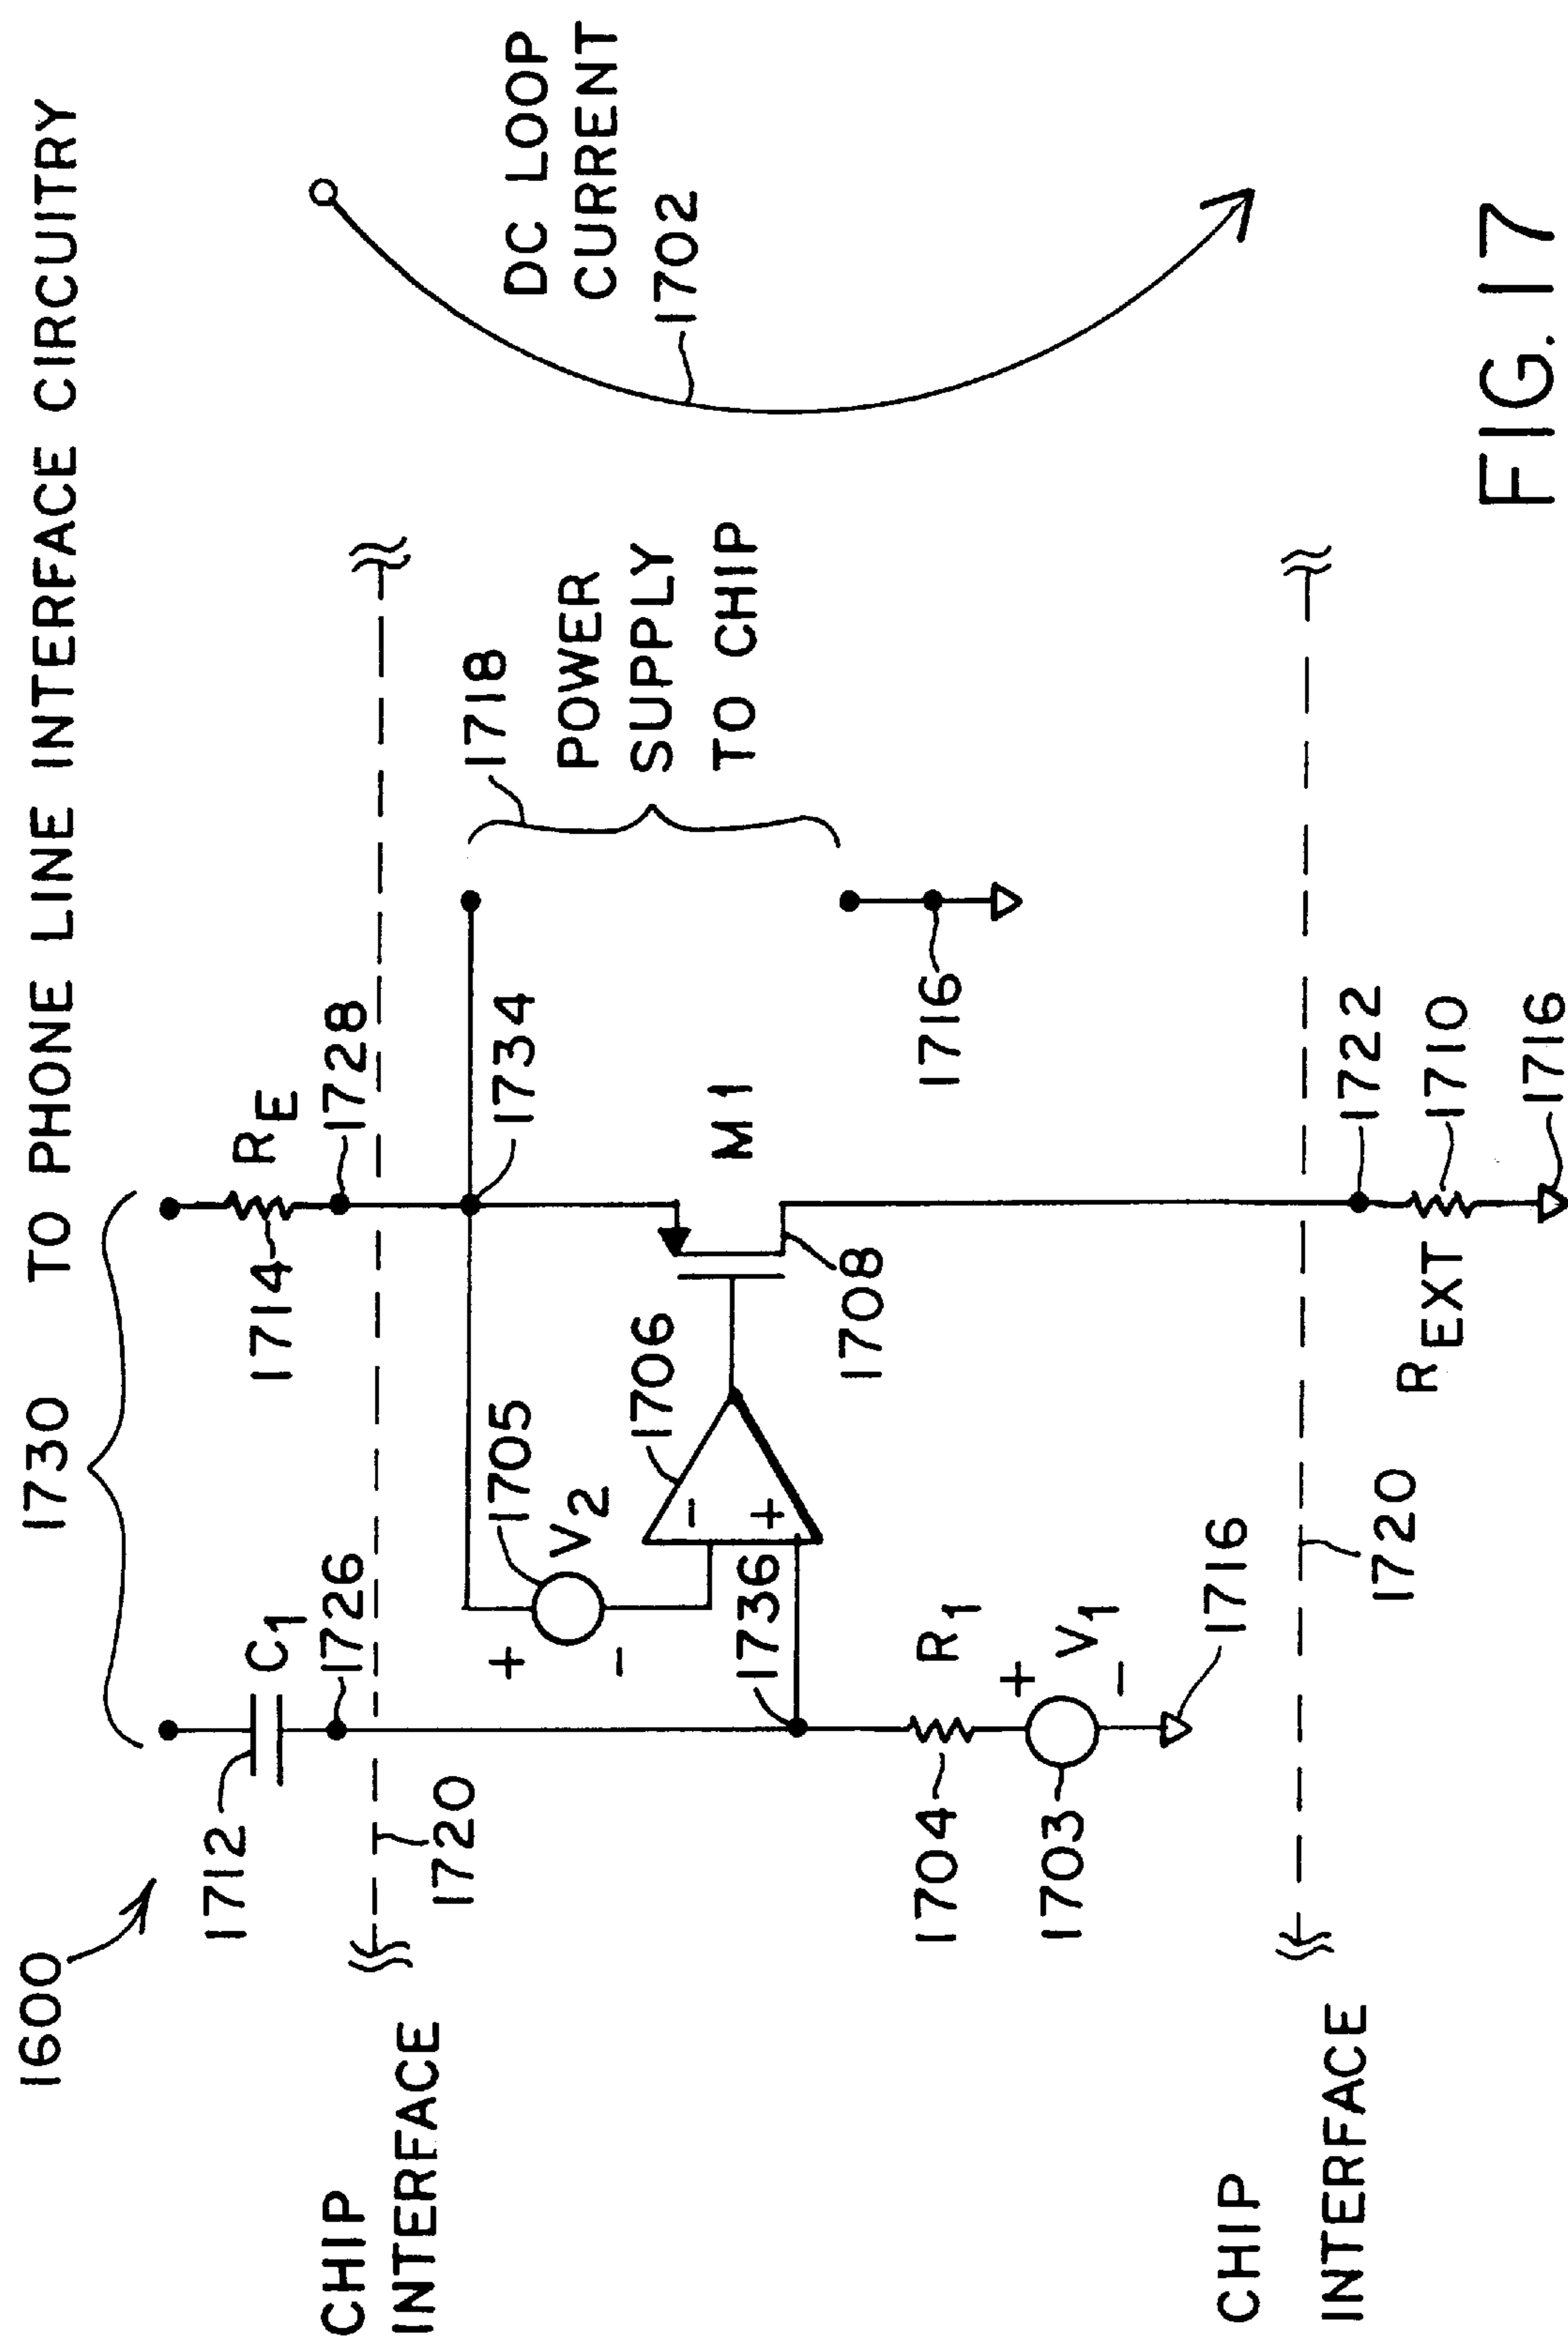 1600
1730 TO PHONE LINE INTERFACE CIRCUITRY
1712
C1
1714
RE
1726
1728
CHIP
INTERFACE
1720
DC LOOP
CURRENT
1702
1718
POWER
SUPPLY
TO CHIP
1734
1705
+
V2
-
1706
-
+
1736
M1
1708
1716
1704
R1
1703
+
V1
-
1716
CHIP
INTERFACE
1720
1722
REXT
1710
1716
FIG. 17